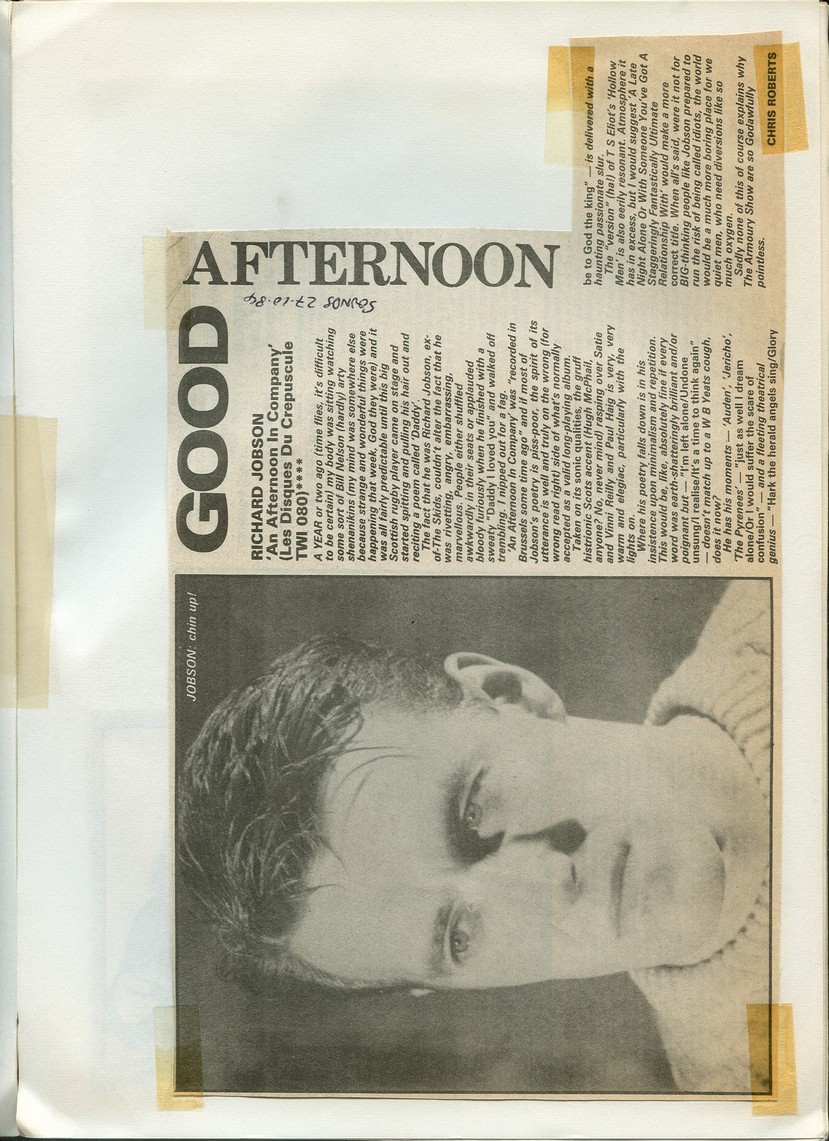 GOOD
AFTERNOON
SOUNDS 27-10-84
RICHARD JOBSON
'An Afternoon In Company'
(Les Disques Du Crepuscule
TWI 080)****
A YEAR or two ago (time flies, it's difficult
to be certain) my body was sitting watching
some sort of Bill Nelson (hardly) arty
shenanikins (my mind was somewhere else
because strange and wonderful things were
happening that week, God they were) and it
was all fairly predictable until this big
Scottish rugby player came on stage and
started spitting and pulling his hair out and
reciting a poem called 'Daddy'.
The fact that he was Richard Jobson, ex-
of-The Skids, couldn't alter the fact that he
was riveting, angry, embarrassing,
marvellous. People either shuffled
awkwardly in their seats or applauded
bloody furiously when he finished with a
sweaty "Daddy I loved you" and walked off
trembling. I nipped out for a fag.
'An Afternoon In Company' was "recorded in
Brussels some time ago" and if most of
Jobson's poetry is piss-poor, the spirit of its
utterance is well and truly on the wrong (for
wrong read right) side of what's normally
accepted as a valid long-playing album.
Taken on its sonic qualities, the gruff
histrionic Scots accent (Hugh McPhail,
anyone? No, never mind) rasping over Satie
and Vinni Reilly and Paul Haig is very, very
warm and elegiac, particularly with the
lights on.
Where his poetry falls down is in his
insistence upon minimalism and repetition.
This would be, like, absolutely fine if every
word was earth-shatteringly brilliant and/or
poignant but — "I'm left alone/Undone
unsung/I realise/It's a time to think again"
— doesn't match up to a W B Yeats cough,
does it now?
He has his moments — 'Auden', 'Jericho',
'The Pyrenees' — "Just as well I dream
alone/Or I would suffer the scare of
confusion" — and a fleeting theatrical
genius — "Hark the herald angels sing/Glory
be to God the king" — is delivered with a
haunting passionate slur.
The "version" (ha!) of T S Eliot's 'Hollow
Men' is also eerily resonant. Atmosphere it
has in excess, but I would suggest 'A Late
Night Alone Or With Someone You've Got A
Staggeringly Fantastically Ultimate
Relationship With' would make a more
correct title. When all's said, were it not for
BIG-thinking people like Jobson prepared to
run the risk of being called idiots, the world
would be a much more boring place for we
quiet men, who need diversions like so
much oxygen.
Sadly none of this of course explains why
The Armoury Show are so Godawfully
pointless.
CHRIS ROBERTS
JOBSON: chin up!